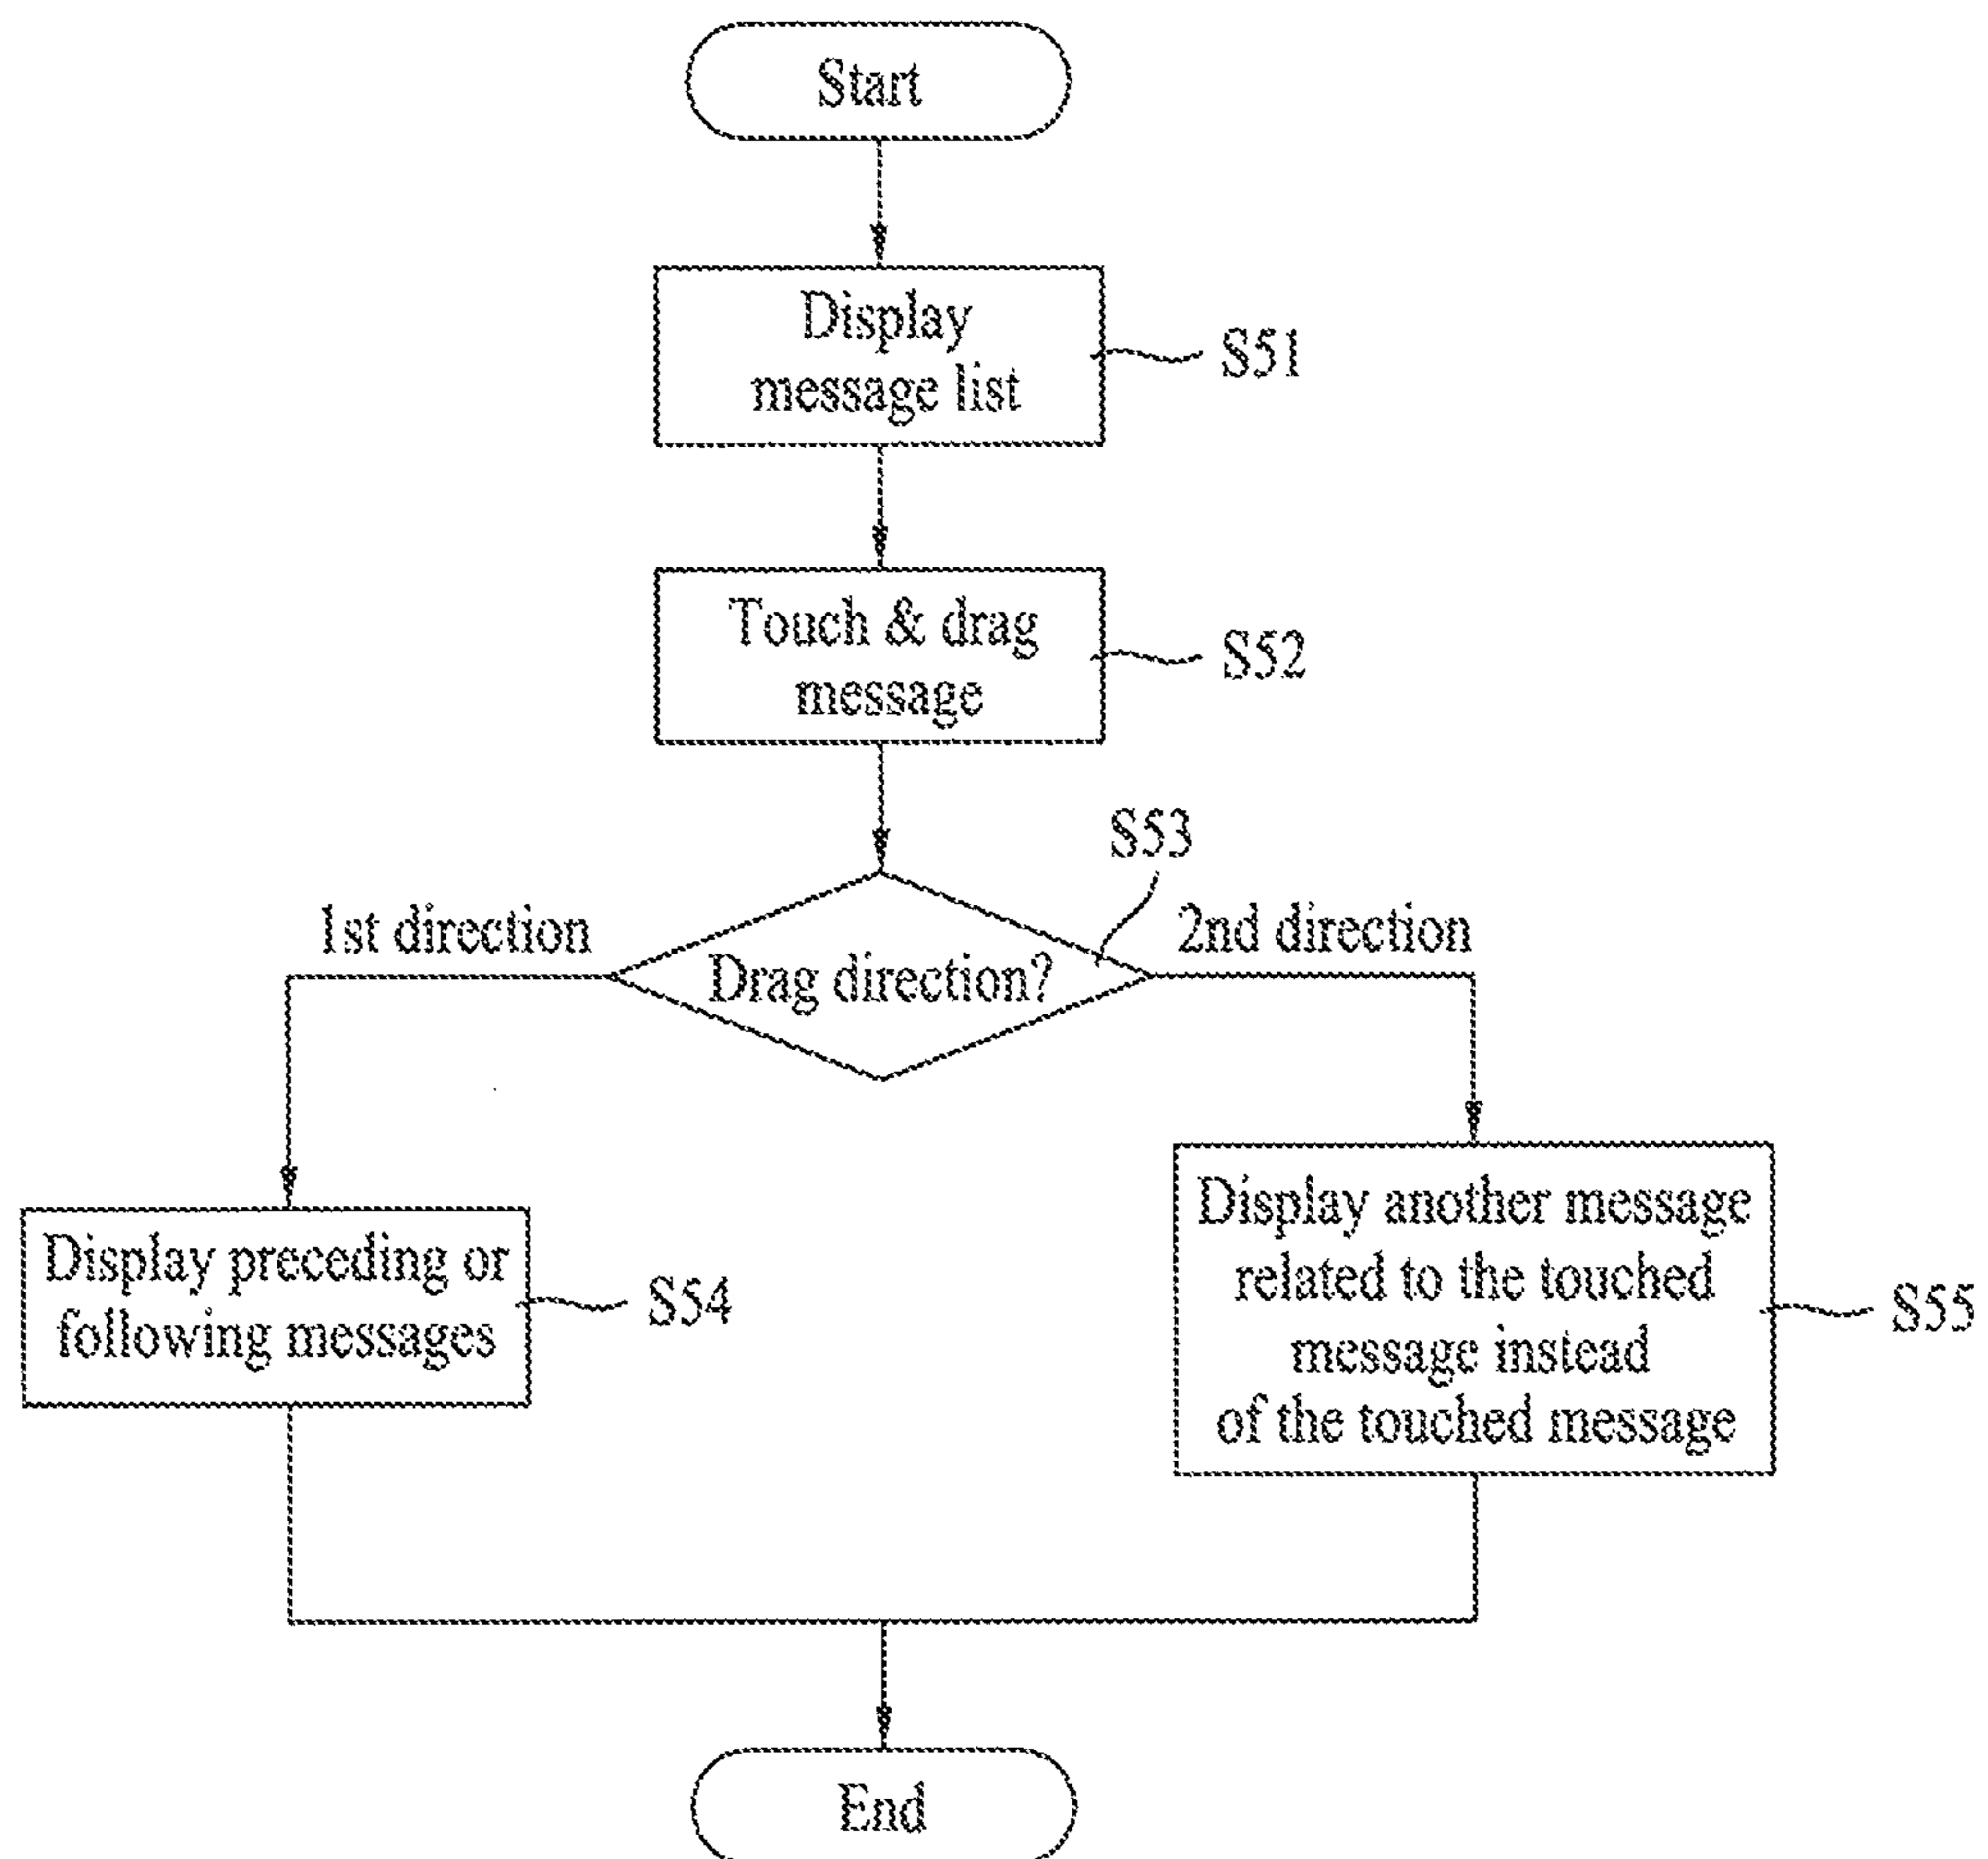 Start
Display
message list
S51
Touch & drag
message
S52
S53
1st direction
Drag direction?
2nd direction
Display preceding or
following messages
S54
Display another message
related to the touched
message instead
of the touched message
S55
End